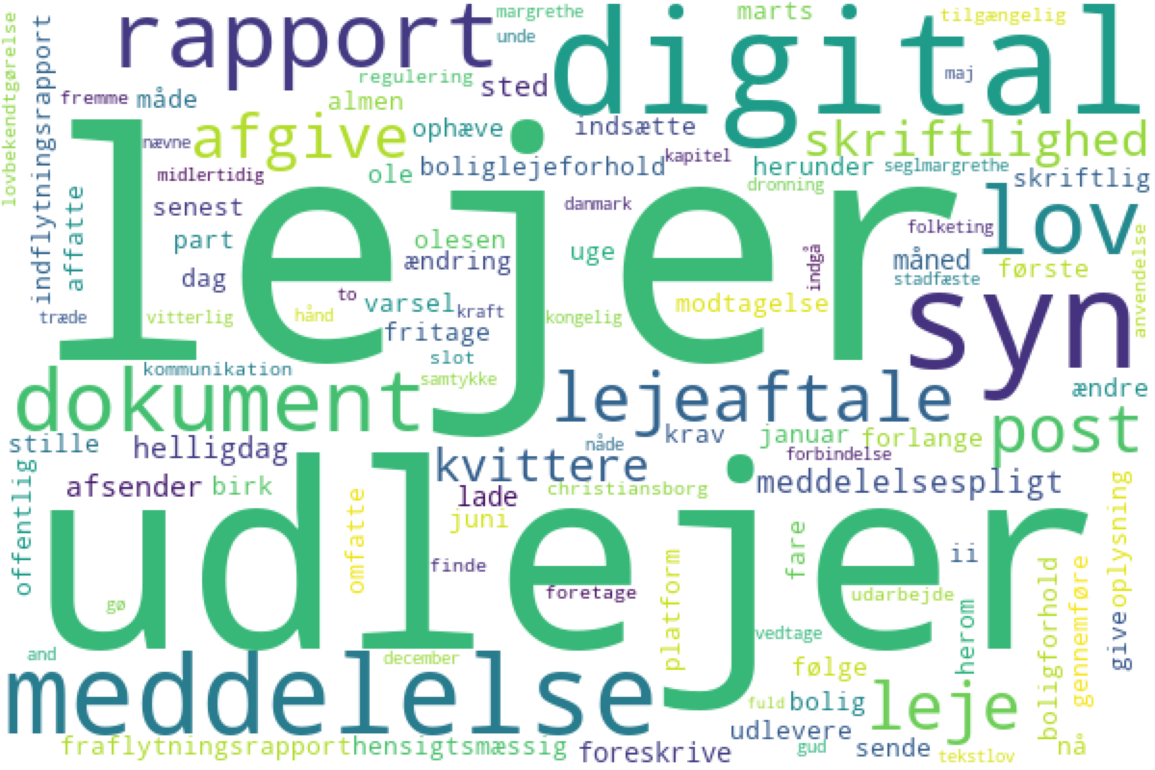 lovbekendtgørelse
indflytningsrapport
rapport
margrethe
unde
digital
marts
tilgængelig
maj
fremme
måde
regulering
almen
sted
nævne
afgive
ophæve
indsætte
skriftlighed
midlertidig
ole
boliglejeforhold
kapitel
herunder
seglmargrethe
dronning
skriftlig
affatte
lejer
senest
danmark
lov
part
olesen
ændring
uge
indgå
folketing
måned
første
stadfæste
anvendelse
dag
to
varsel
kraft
modtagelse
syn
træde
vitterlig
hånd
fritage
kongelig
slot
kommunikation
samtykke
dokument
lejeaftale
ændre
post
stille
helligdag
kvittere
nåde
krav
januar
forlange
forbindelse
afsender
birk
lade
christiansborg
meddelelsespligt
offentlig
udlejer
omfatte
juni
finde
foretage
platform
fare
ii
udarbejde
herom
boligforhold
gennemføre
oplysning
give
gø
vedtage
and
december
meddelelse
følge
fuld
bolig
leje
udlevere
fraflytningsrapport
hensigtsmæssig
foreskrive
gud
sende
tekstlov
nå